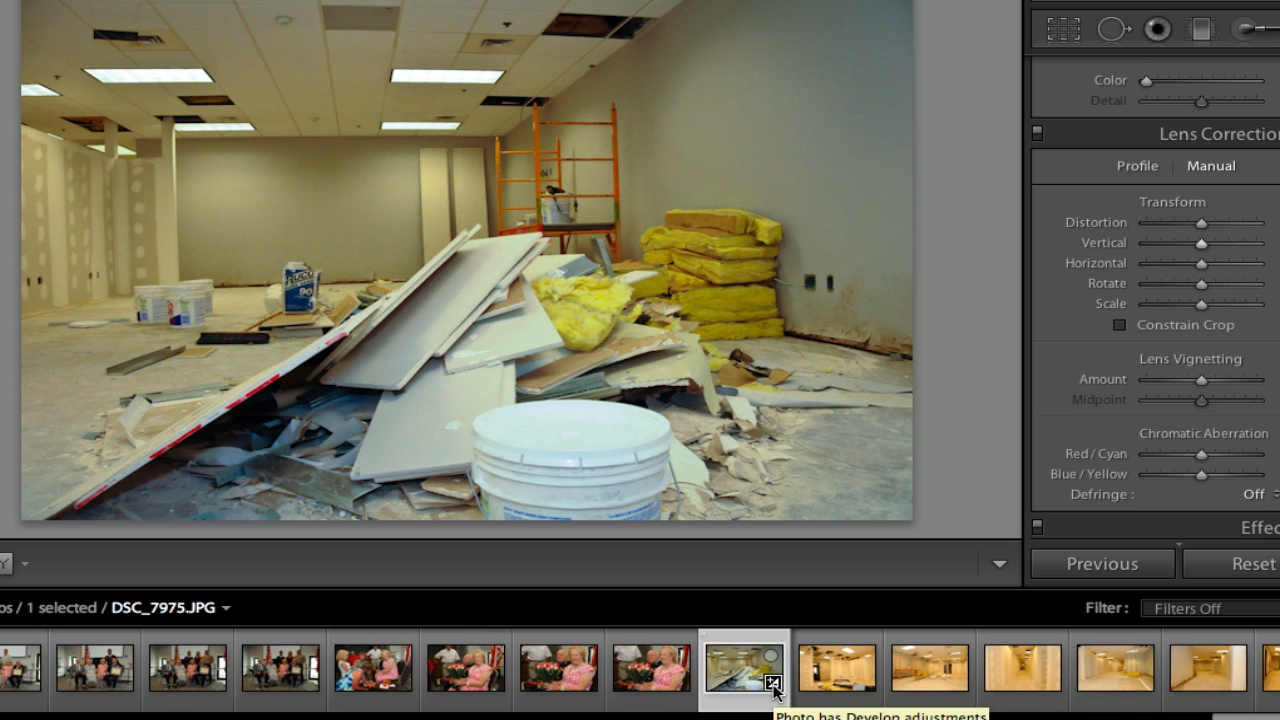 Color
Detail
Lens Correction
Profile | Manual
Transform
Distortion
Vertical
Horizontal
Rotate
Scale
Constrain Crop
Lens Vignetting
Amount
Midpoint
Chromatic Aberration
Red / Cyan
Blue / Yellow
Defringe : Off
Effec
Previous Reset
Y
os / 1 selected / DSC_7975.JPG
Filter : Filters Off
Photo has Develop adjustments
90